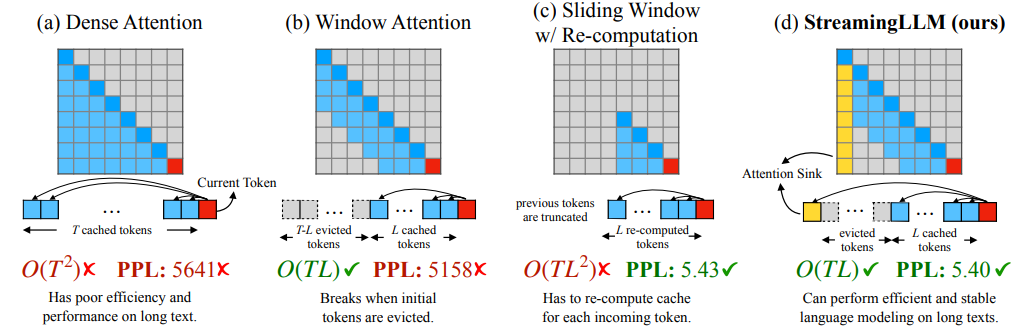 (a) Dense Attention
Current Token
...
T cached tokens
O(T²)✗ PPL: 5641✗
Has poor efficiency and
performance on long text.
(b) Window Attention
... ...
T-L evicted
tokens
L cached
tokens
O(TL)✓ PPL: 5158✗
Breaks when initial
tokens are evicted.
(c) Sliding Window
w/ Re-computation
previous tokens
are truncated
...
L re-computed
tokens
O(TL²)✗ PPL: 5.43✓
Has to re-compute cache
for each incoming token.
(d) StreamingLLM (ours)
Attention Sink
... ...
evicted
tokens
L cached
tokens
O(TL)✓ PPL: 5.40✓
Can perform efficient and stable
language modeling on long texts.